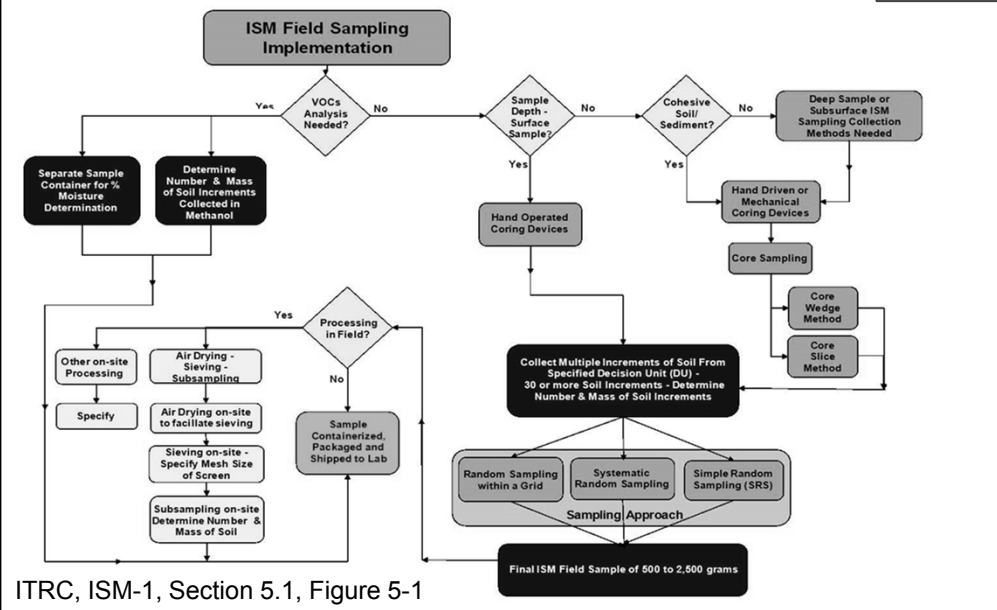 ISM Field Sampling
Implementation
Yes
VOCs
Analysis
Needed?
No
Sample
Depth -
Surface
Sample?
No
Cohesive
Soil/
Sediment?
No
Deep Sample or
Subsurface ISM
Sampling Collection
Methods Needed
Yes
Yes
Separate Sample
Container for %
Moisture
Determination
Determine
Number & Mass
of Soil Increments
Collected in
Methanol
Hand Operated
Coring Devices
Hand Driven or
Mechanical
Coring Devices
Core Sampling
Core
Wedge
Method
Core
Slice
Method
Yes
Processing
in Field?
No
Other on-site
Processing
Specify
Air Drying -
Sieving -
Subsampling
Air Drying on-site
to facillate sieving
Sieving on-site -
Specify Mesh Size
of Screen
Subsampling on-site
Determine Number &
Mass of Soil
Sample
Containerized,
Packaged and
Shipped to Lab
Collect Multiple Increments of Soil From
Specified Decision Unit (DU) -
30 or more Soil Increments - Determine
Number & Mass of Soil Increments
Random Sampling
within a Grid
Systematic
Random Sampling
Simple Random
Sampling (SRS)
Sampling Approach
Final ISM Field Sample of 500 to 2,500 grams
ITRC, ISM-1, Section 5.1, Figure 5-1